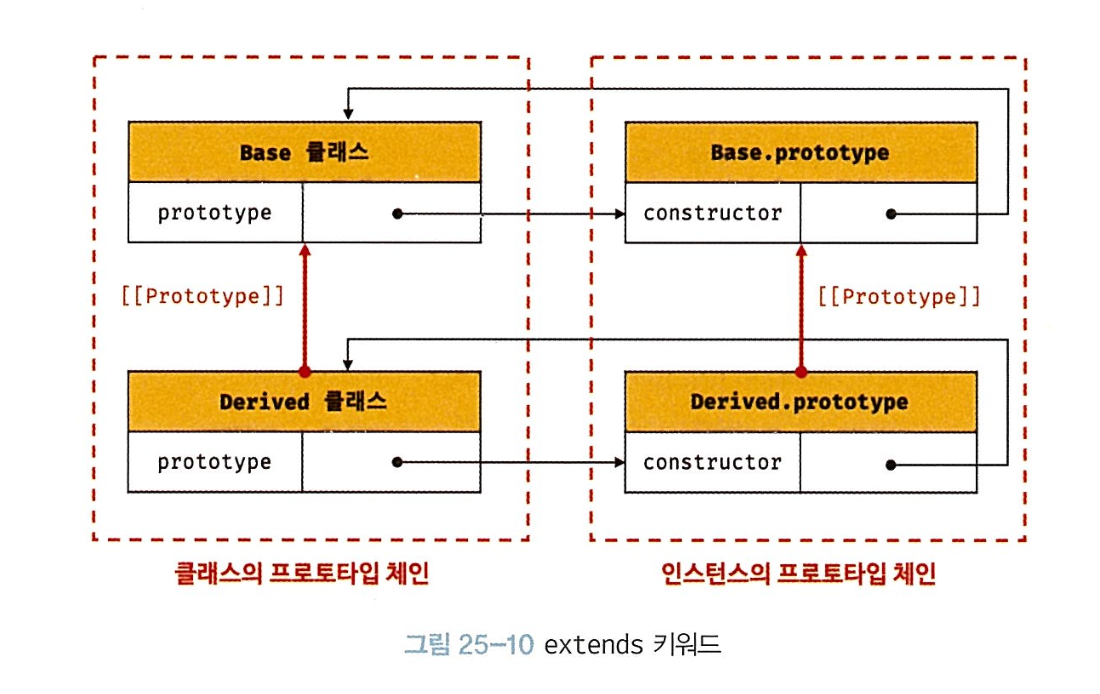 Base 클래스
Base.prototype
prototype
constructor
[[Prototype]]
[[Prototype]]
Derived 클래스
Derived.prototype
prototype
constructor
클래스의 프로토타입 체인
인스턴스의 프로토타입 체인
그림 25-10 extends 키워드